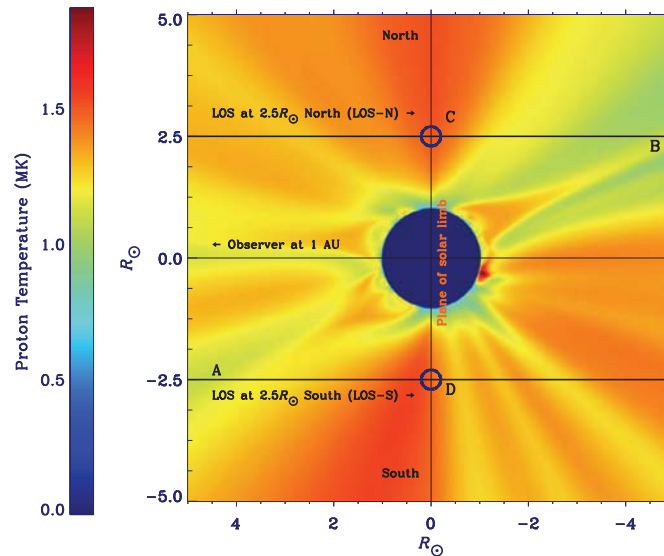 5.0
North
1.5
LOS at 2.5R☉ North (LOS-N) →
C
2.5
B
Proton Temperature (MK)
1.0
R☉
← Observer at 1 AU
0.0
Plane of solar limb
0.5
A
-2.5
LOS at 2.5R☉ South (LOS-S) →
D
South
0.0
-5.0
4
2
0
-2
-4
R☉